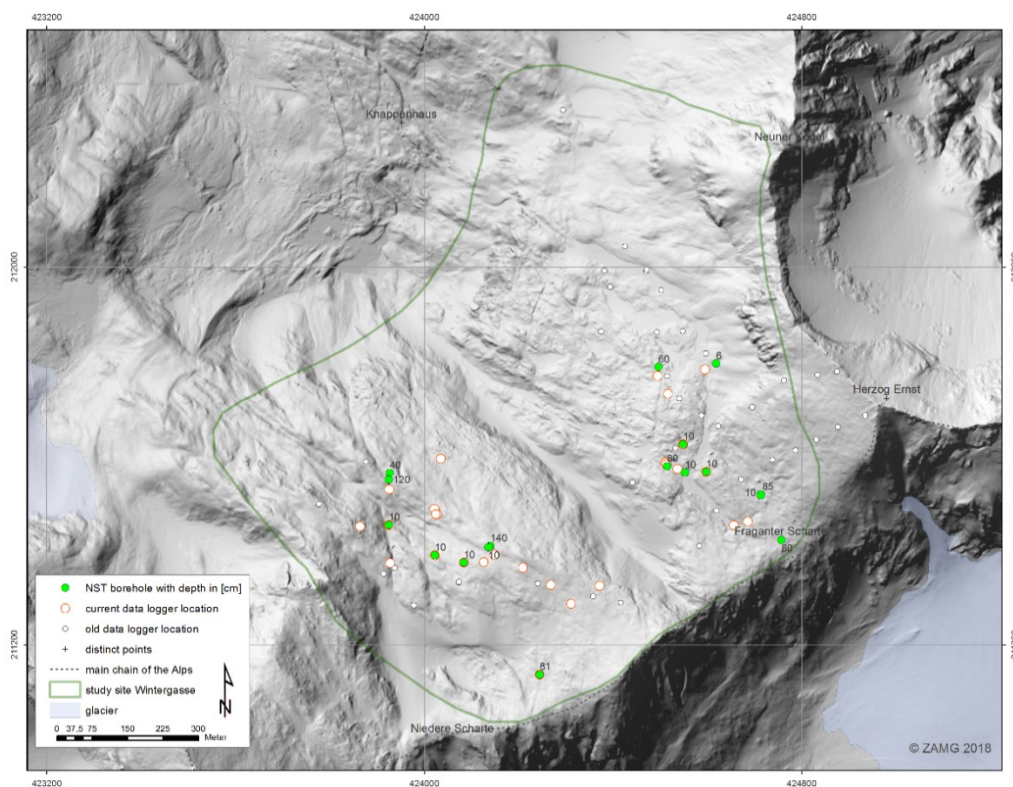 423200
424000
424800
Knappenhaus
Neuner Kogel
212000
212000
60
6
Herzog Ernst
10
80
10
10
40
120
10 85
10
Fraganter Scharte
140
80
10
10
10
NST borehole with depth in [cm]
current data logger location
old data logger location
distinct points
211200
211200
main chain of the Alps
81
study site Wintergasse
glacier
N
0 37.5 75 150 225 300
Meter
Niedere Scharte
© ZAMG 2018
423200
424000
424800